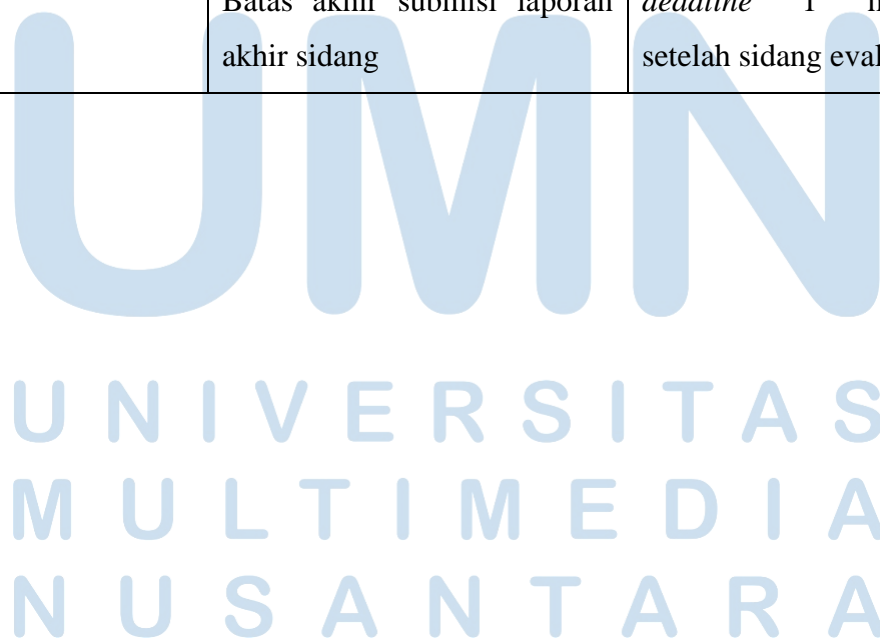 Batas akhir submisi laporan
akhir sidang
deadline 1
setelah sidang
UMN
UNIVERSITAS
MULTIMEDIA
NUSANTARA